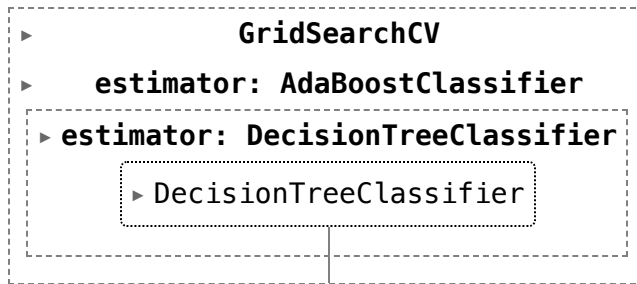 GridSearchCV
estimator: AdaBoostClassifier
estimator: DecisionTreeClassifier
DecisionTreeClassifier